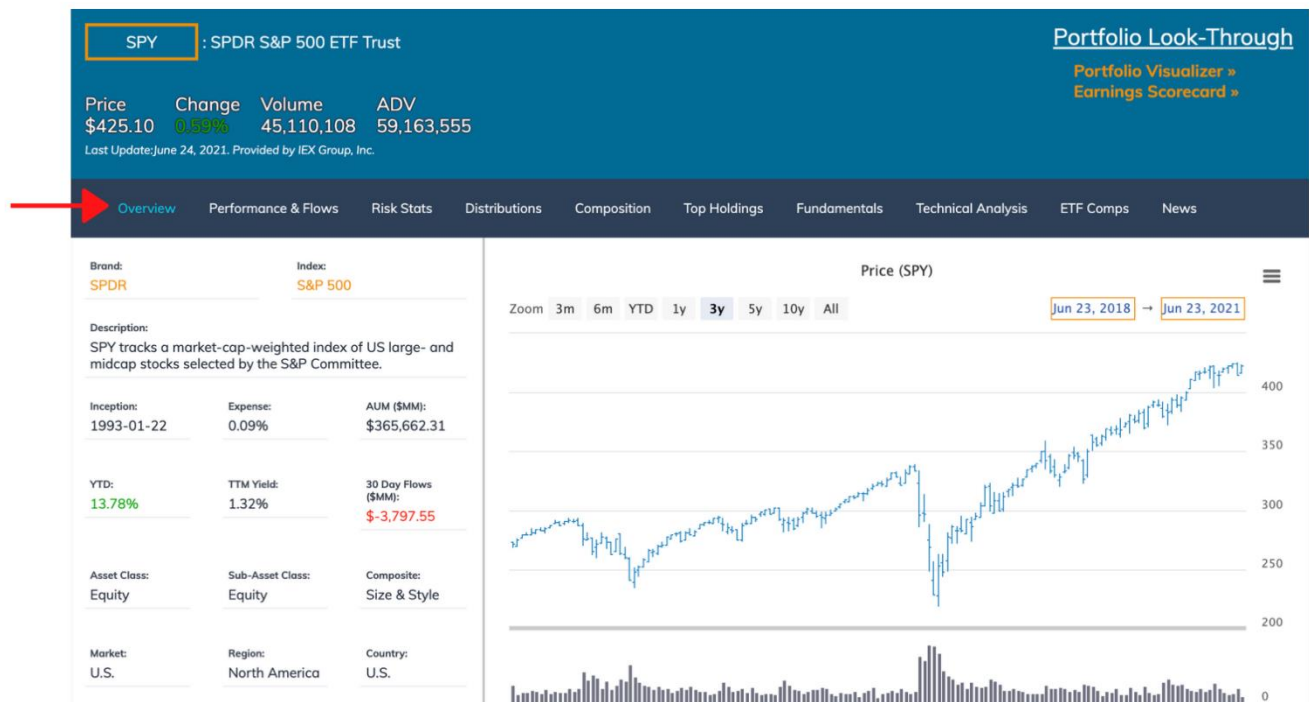 SPY : SPDR S&P 500 ETF Trust
Portfolio Look-Through
Portfolio Visualizer »
Earnings Scorecard »
Price Change Volume ADV
$425.10 0.59% 45,110,108 59,163,555
Last Update:June 24, 2021. Provided by IEX Group, Inc.
Overview Performance & Flows Risk Stats Distributions Composition Top Holdings Fundamentals Technical Analysis ETF Comps News
Brand: Index:
SPDR S&P 500
Description:
SPY tracks a market-cap-weighted index of US large- and
midcap stocks selected by the S&P Committee.
Inception: Expense: AUM ($MM):
1993-01-22 0.09% $365,662.31
YTD: TTM Yield: 30 Day Flows
($MM):
13.78% 1.32% $-3,797.55
Asset Class: Sub-Asset Class: Composite:
Equity Equity Size & Style
Market: Region: Country:
U.S. North America U.S.
Price (SPY)
Zoom 3m 6m YTD 1y 3y 5y 10y All Jun 23, 2018 → Jun 23, 2021
400
350
300
250
200
0